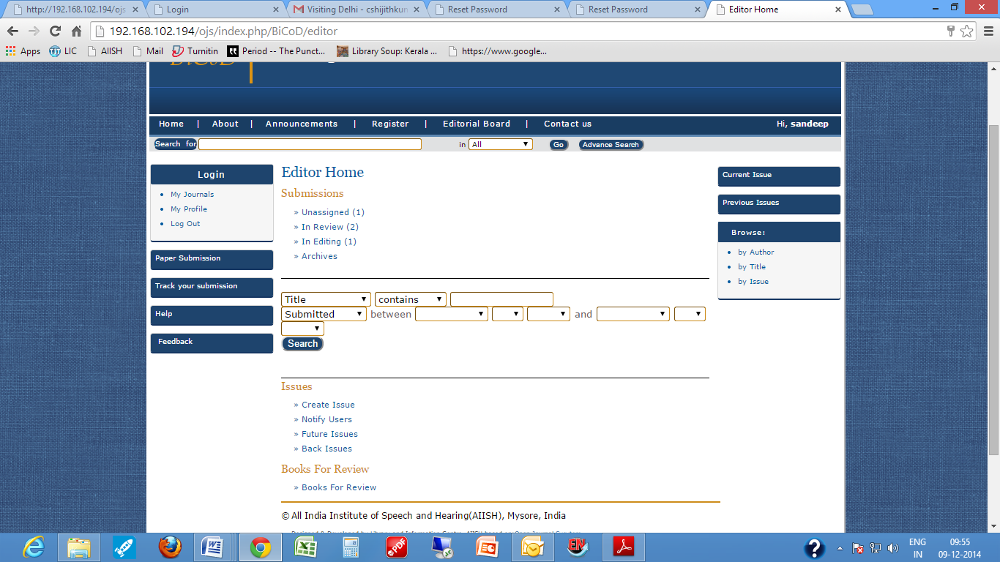 http://192.168.102.194/ojs
Login
Visiting Delhi - cshijithkun
Reset Password
Reset Password
Editor Home
192.168.102.194/ojs/index.php/BiCoD/editor
Apps LIC AIISH Mail Turnitin Period -- The Punct... Library Soup: Kerala ... https://www.google...
BiCoD
Home | About | Announcements | Register | Editorial Board | Contact us Hi, sandeep
Search for in All Go Advance Search
Login
My Journals
My Profile
Log Out
Paper Submission
Track your submission
Help
Feedback
Editor Home
Submissions
» Unassigned (1)
» In Review (2)
» In Editing (1)
» Archives
Title contains
Submitted between and
Search
Issues
» Create Issue
» Notify Users
» Future Issues
» Back Issues
Books For Review
» Books For Review
© All India Institute of Speech and Hearing(AIISH), Mysore, India
Current Issue
Previous Issues
Browse:
by Author
by Title
by Issue
ENG
IN
09:55
09-12-2014